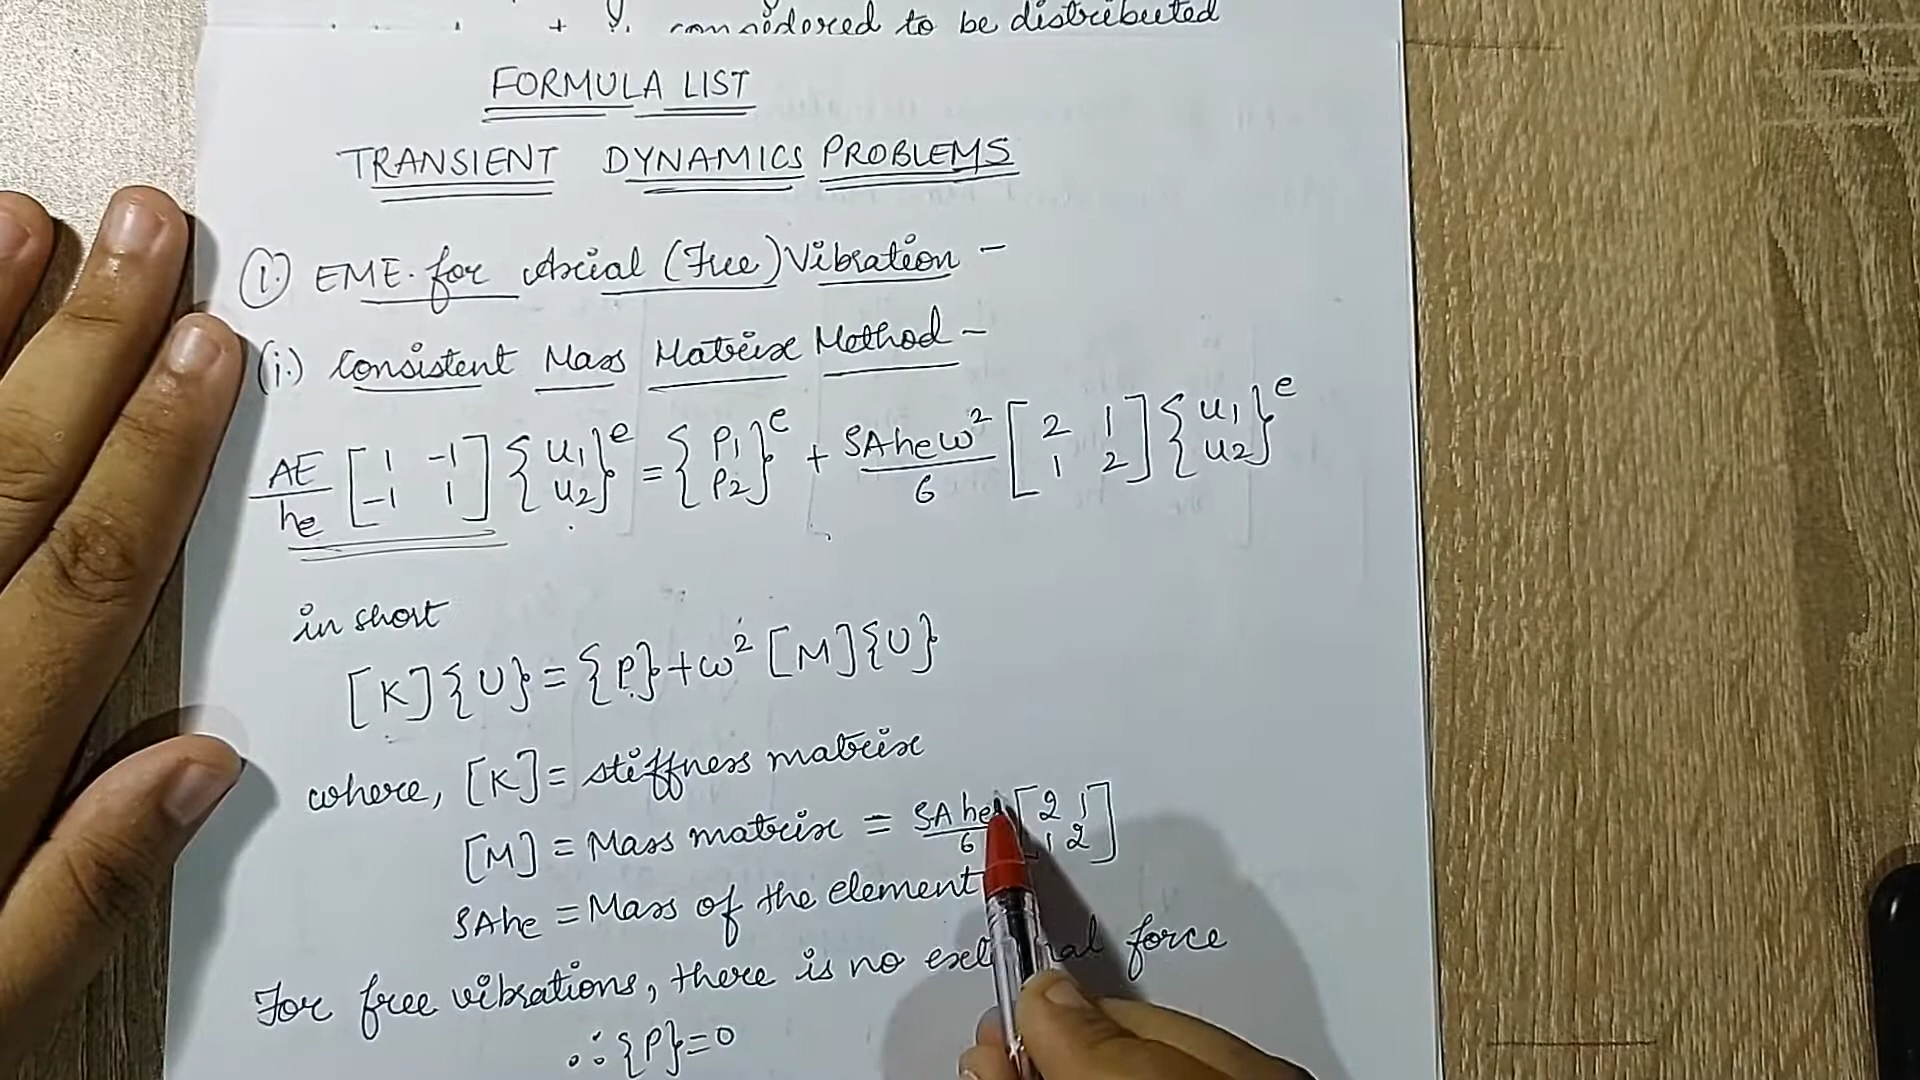 considered to be distributed
FORMULA LIST
TRANSIENT DYNAMICS PROBLEMS
(1.) EME. for Axial (Free) Vibration -
(i.) Consistent Mass Matrix Method -
AE/he [1 -1; -1 1] {u1; u2}^e = {P1; P2}^e + ρAheω²/6 [2 1; 1 2] {u1; u2}^e
in short
[K]{U} = {P} + ω² [M]{U}
where, [K] = stiffness matrix
[M] = Mass matrix = ρAhe/6 [2 1; 1 2]
ρAhe = Mass of the element
For free vibrations, there is no external force
∴ {P} = 0